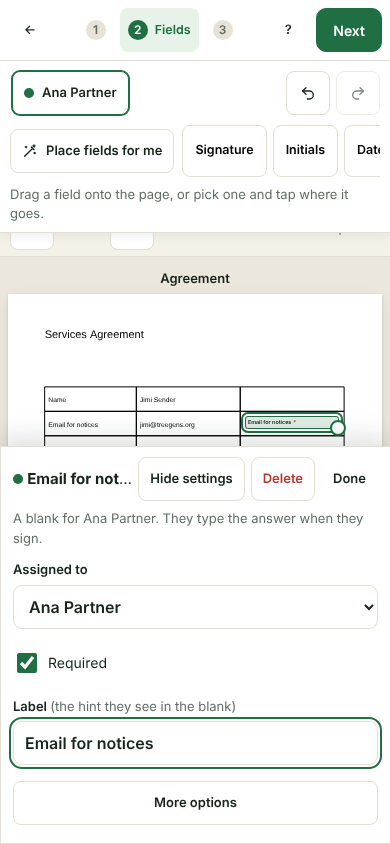 ←
1
2 Fields
3
?
Next
Ana Partner
Place fields for me
Signature
Initials
Date
Drag a field onto the page, or pick one and tap where it
goes.
Agreement
Services Agreement
Name
Jimi Sender
Email for notices
jimi@treegens.org
Email for notices *
Email for not…
Hide settings
Delete
Done
A blank for Ana Partner. They type the answer when they
sign.
Assigned to
Ana Partner
Required
Label (the hint they see in the blank)
Email for notices
More options